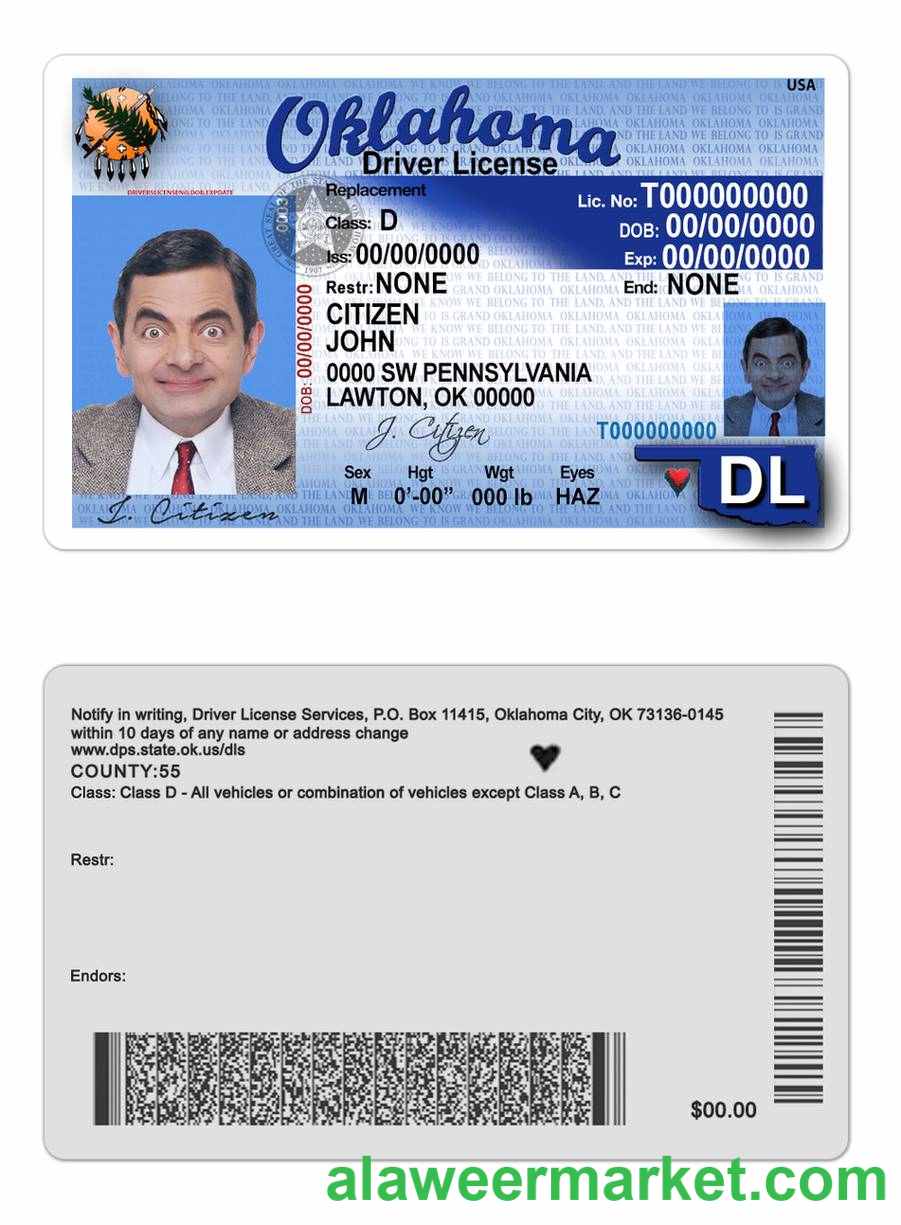 USA
Oklahoma
Driver License
DRIVERSLICENSENO,DOB,EXPDATE
Replacement
Lic. No: T000000000
Class: D
DOB: 00/00/0000
Iss: 00/00/0000
Exp: 00/00/0000
Restr: NONE
End: NONE
CITIZEN
JOHN
0000 SW PENNSYLVANIA
LAWTON, OK 00000
DOB: 00/00/0000
J. Citizen
T000000000
Sex Hgt Wgt Eyes
M 0'-00" 000 lb HAZ
DL
J. Citizen
0003
1907
Notify in writing, Driver License Services, P.O. Box 11415, Oklahoma City, OK 73136-0145
within 10 days of any name or address change
www.dps.state.ok.us/dls
COUNTY:55
Class: Class D - All vehicles or combination of vehicles except Class A, B, C
Restr:
Endors:
$00.00
alaweermarket.com